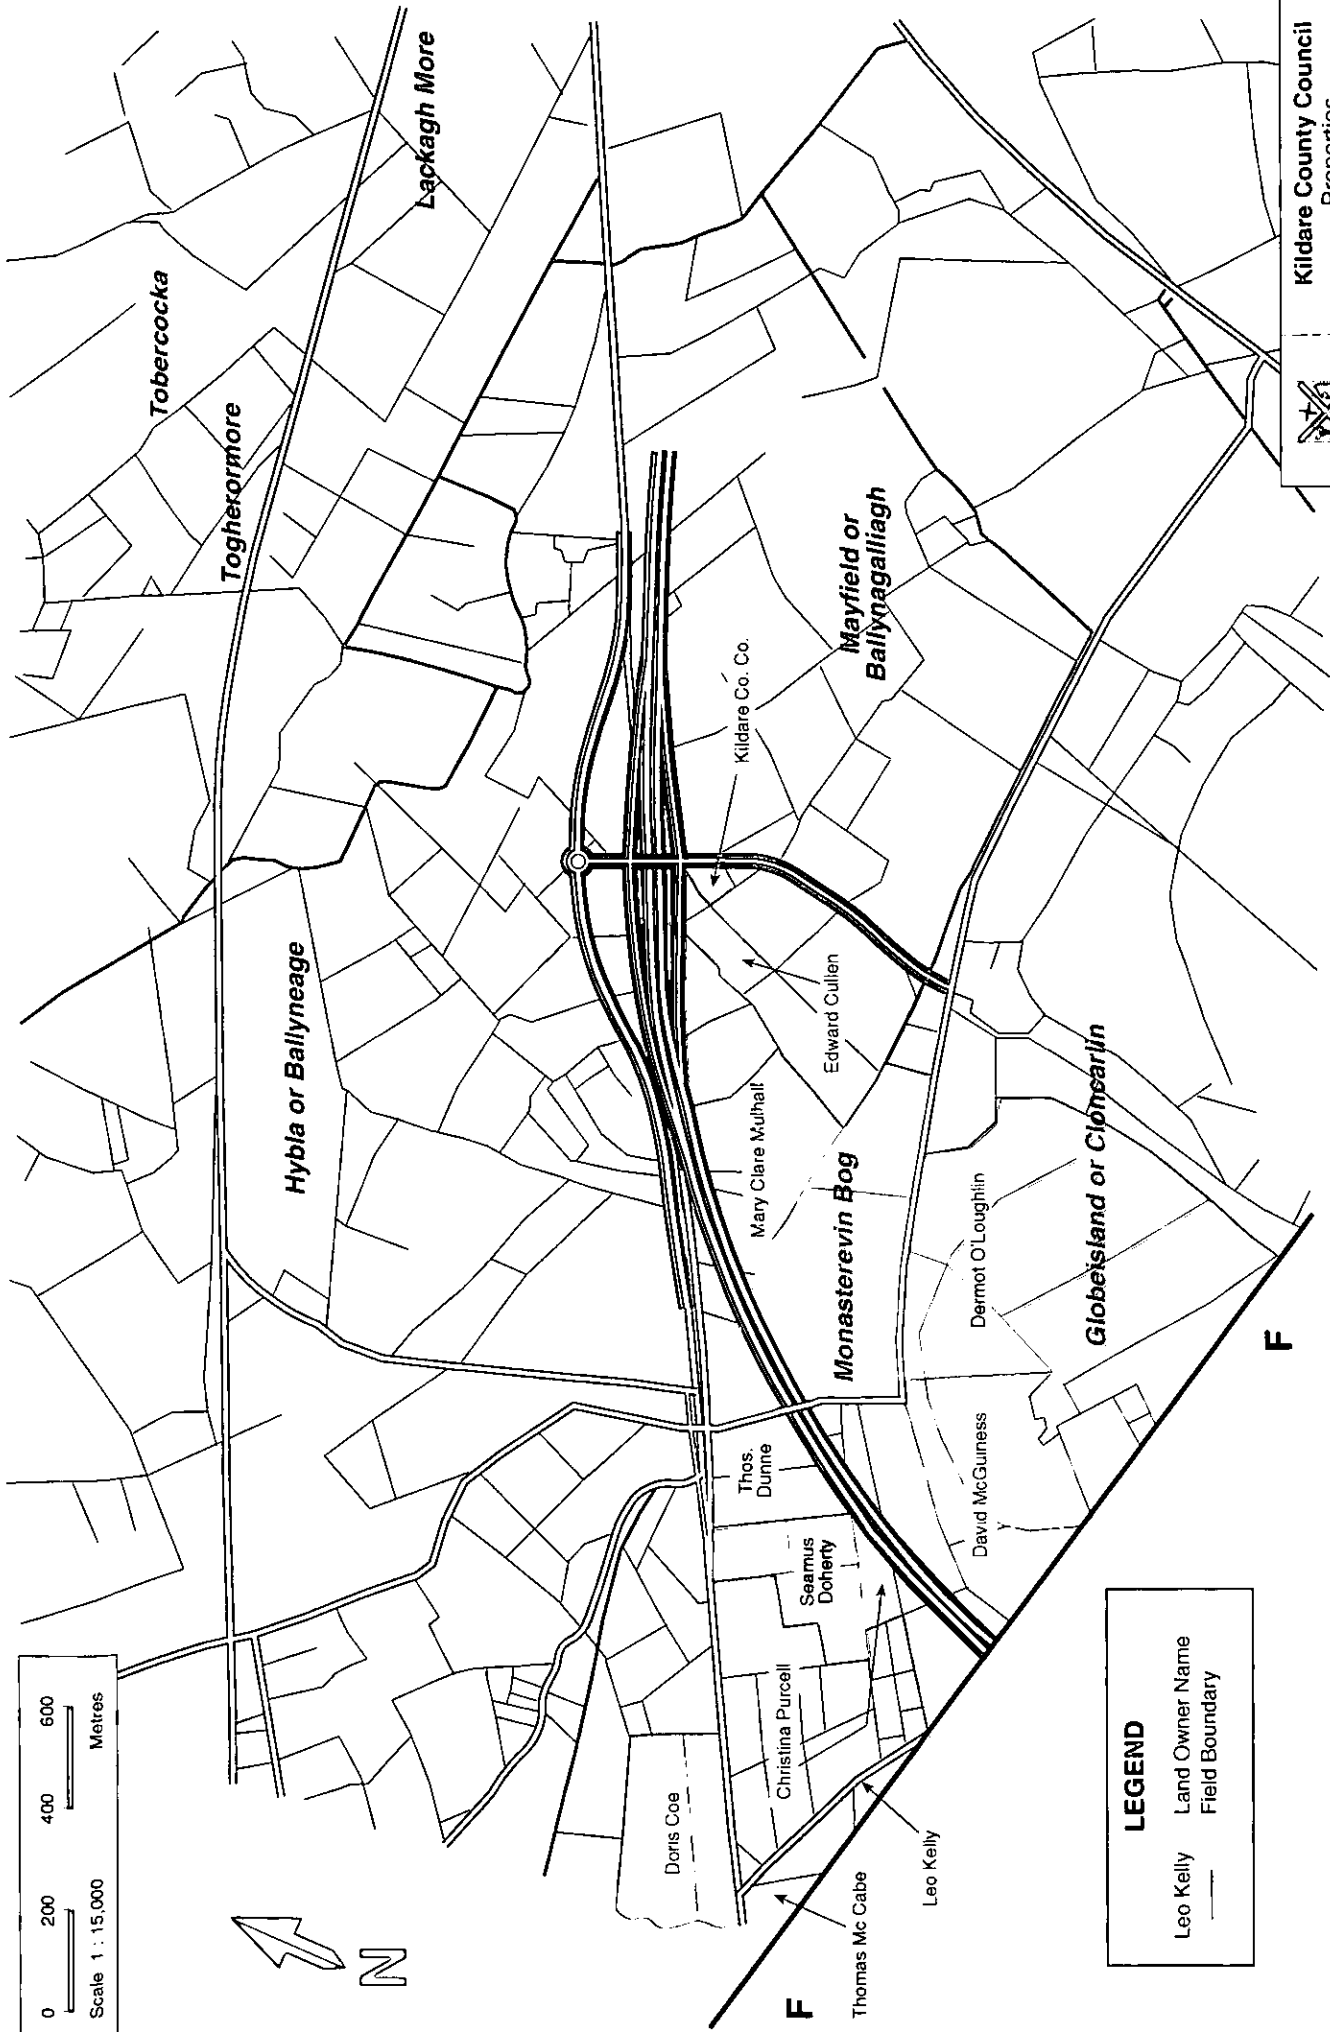 0 200 400 600
Scale 1 : 15,000 Metres
N
Tobercocka
Lackagh More
Togherormore
Hybla or Ballyneage
Kildare Co. Co.
Mayfield or
Ballynagalliagh
Edward Cullen
Mary Clare Mulhall
Monasterevin Bog
Dermot O'Loughlin
Globeisland or Cloncarlin
Thos.
Dunne
Seamus
Doherty
David McGuiness
Christina Purcell
Doris Coe
Leo Kelly
Thomas Mc Cabe
F
F
LEGEND
Leo Kelly Land Owner Name
Field Boundary
Kildare County Council
Properties